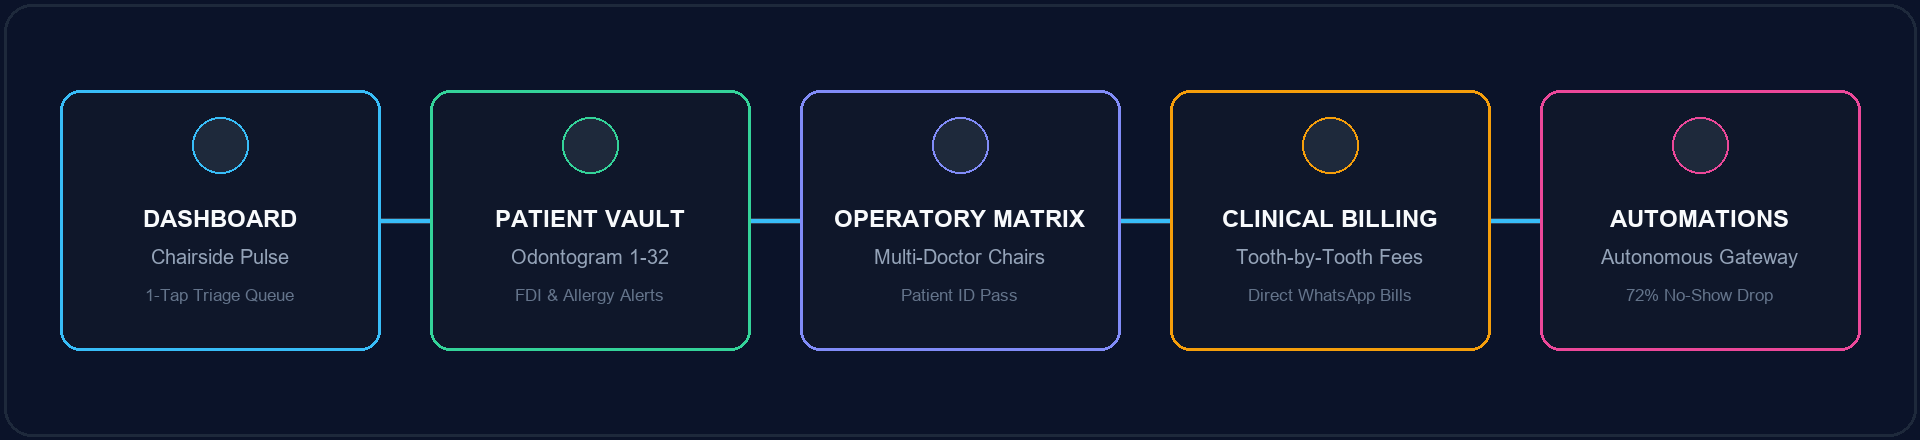 DASHBOARD
Chairside Pulse
1-Tap Triage Queue
PATIENT VAULT
Odontogram 1-32
FDI & Allergy Alerts
OPERATORY MATRIX
Multi-Doctor Chairs
Patient ID Pass
CLINICAL BILLING
Tooth-by-Tooth Fees
Direct WhatsApp Bills
AUTOMATIONS
Autonomous Gateway
72% No-Show Drop